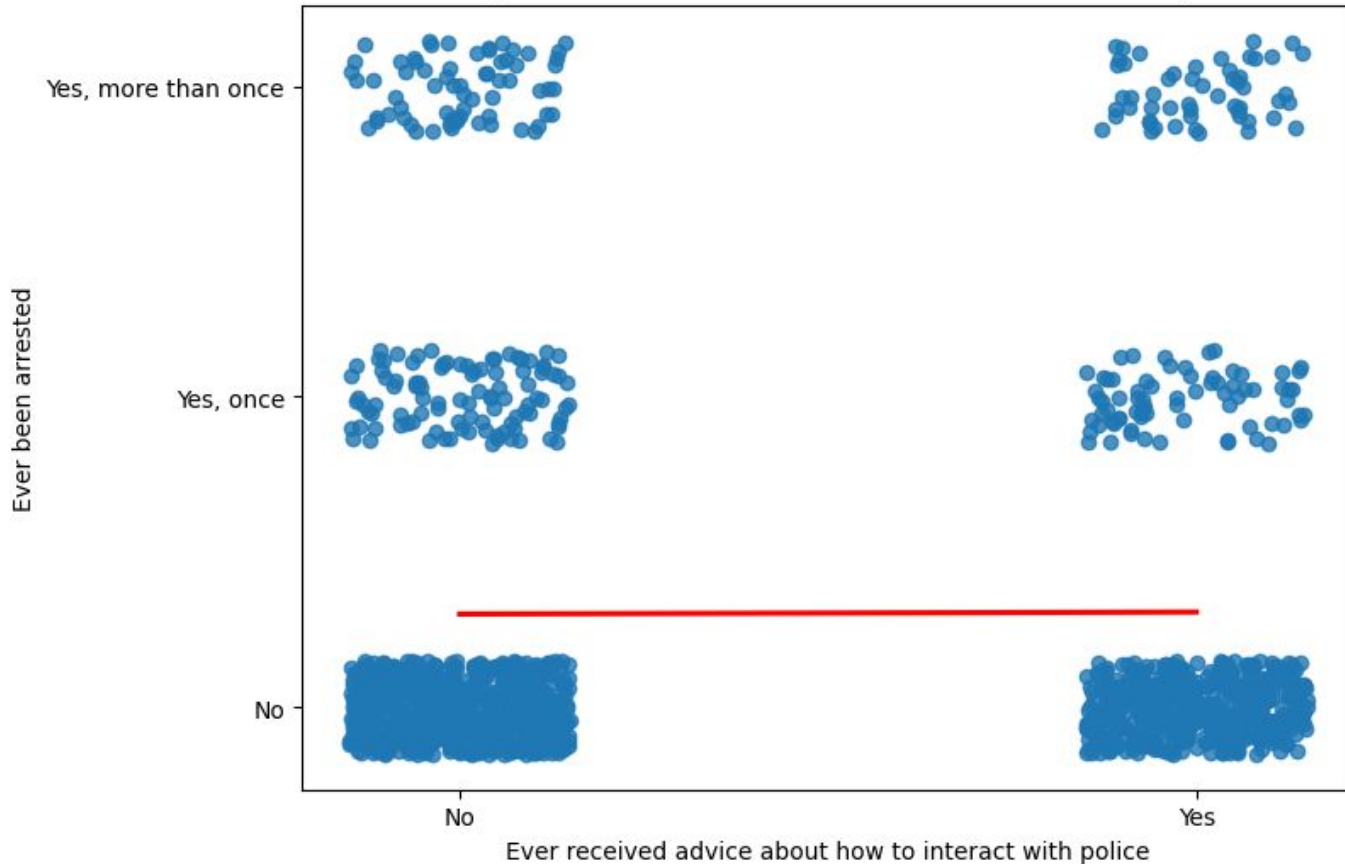 Yes, more than once
Ever been arrested
Yes, once
No
No
Yes
Ever received advice about how to interact with police